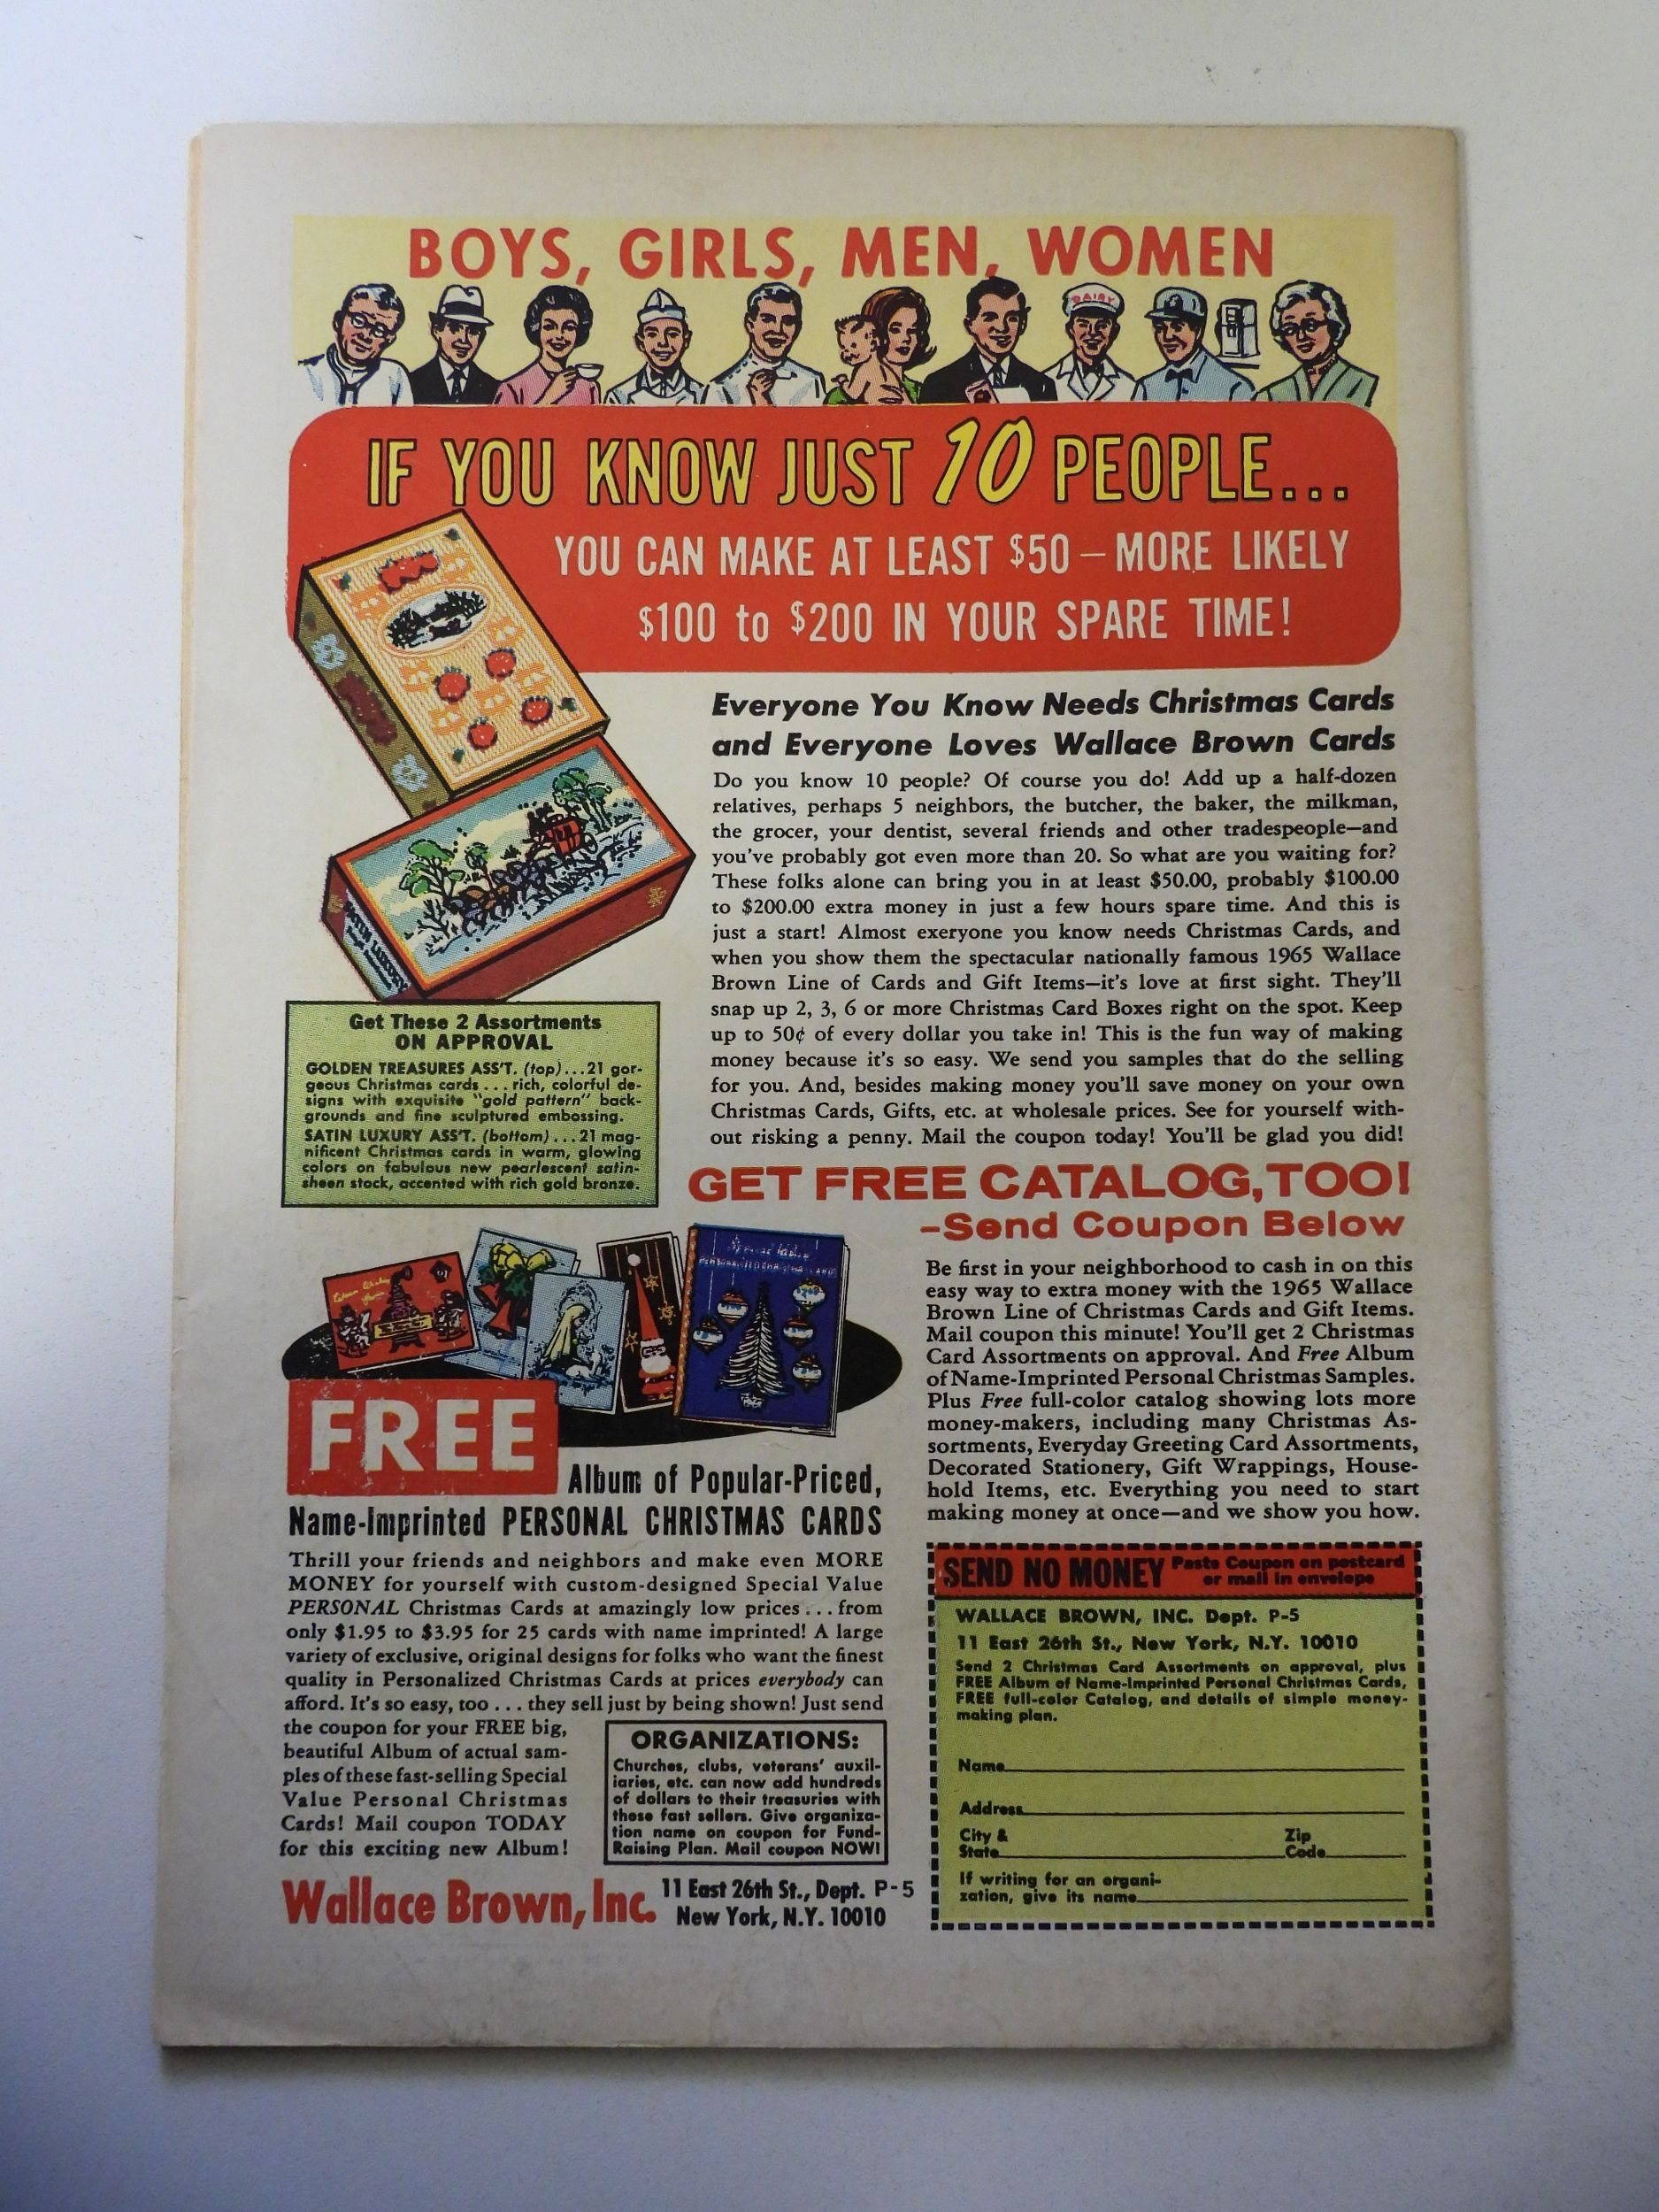 BOYS, GIRLS, MEN, WOMEN
DAIRY
IF YOU KNOW JUST 10 PEOPLE...
YOU CAN MAKE AT LEAST $50 – MORE LIKELY
$100 to $200 IN YOUR SPARE TIME!
Everyone You Know Needs Christmas Cards
and Everyone Loves Wallace Brown Cards
Do you know 10 people? Of course you do! Add up a half-dozen
relatives, perhaps 5 neighbors, the butcher, the baker, the milkman,
the grocer, your dentist, several friends and other tradespeople—and
you've probably got even more than 20. So what are you waiting for?
These folks alone can bring you in at least $50.00, probably $100.00
to $200.00 extra money in just a few hours spare time. And this is
just a start! Almost exeryone you know needs Christmas Cards, and
when you show them the spectacular nationally famous 1965 Wallace
Brown Line of Cards and Gift Items—it's love at first sight. They'll
snap up 2, 3, 6 or more Christmas Card Boxes right on the spot. Keep
up to 50¢ of every dollar you take in! This is the fun way of making
money because it's so easy. We send you samples that do the selling
for you. And, besides making money you'll save money on your own
Christmas Cards, Gifts, etc. at wholesale prices. See for yourself with-
out risking a penny. Mail the coupon today! You'll be glad you did!
SATIN LUXURY
Get These 2 Assortments
ON APPROVAL
GOLDEN TREASURES ASS'T. (top)...21 gor-
geous Christmas cards...rich, colorful de-
signs with exquisite "gold pattern" back-
grounds and fine sculptured embossing.
SATIN LUXURY ASS'T. (bottom)...21 mag-
nificent Christmas cards in warm, glowing
colors on fabulous new pearlescent satin-
sheen stock, accented with rich gold bronze.
GET FREE CATALOG, TOO!
–Send Coupon Below
Be first in your neighborhood to cash in on this
easy way to extra money with the 1965 Wallace
Brown Line of Christmas Cards and Gift Items.
Mail coupon this minute! You'll get 2 Christmas
Card Assortments on approval. And Free Album
of Name-Imprinted Personal Christmas Samples.
Plus Free full-color catalog showing lots more
money-makers, including many Christmas As-
sortments, Everyday Greeting Card Assortments,
Decorated Stationery, Gift Wrappings, House-
hold Items, etc. Everything you need to start
making money at once—and we show you how.
FREE
Album of Popular-Priced,
Name-Imprinted PERSONAL CHRISTMAS CARDS
Thrill your friends and neighbors and make even MORE
MONEY for yourself with custom-designed Special Value
PERSONAL Christmas Cards at amazingly low prices...from
only $1.95 to $3.95 for 25 cards with name imprinted! A large
variety of exclusive, original designs for folks who want the finest
quality in Personalized Christmas Cards at prices everybody can
afford. It's so easy, too...they sell just by being shown! Just send
the coupon for your FREE big,
beautiful Album of actual sam-
ples of these fast-selling Special
Value Personal Christmas
Cards! Mail coupon TODAY
for this exciting new Album!
ORGANIZATIONS:
Churches, clubs, veterans' auxil-
iaries, etc. can now add hundreds
of dollars to their treasuries with
these fast sellers. Give organiza-
tion name on coupon for Fund-
Raising Plan. Mail coupon NOW!
Wallace Brown, Inc. 11 East 26th St., Dept. P-5
New York, N.Y. 10010
SEND NO MONEY Paste Coupon on postcard
or mail in envelope
WALLACE BROWN, INC. Dept. P-5
11 East 26th St., New York, N.Y. 10010
Send 2 Christmas Card Assortments on approval, plus
FREE Album of Name-Imprinted Personal Christmas Cards,
FREE full-color Catalog, and details of simple money-
making plan.
Name
Address
City & State Zip Code
If writing for an organi-
zation, give its name